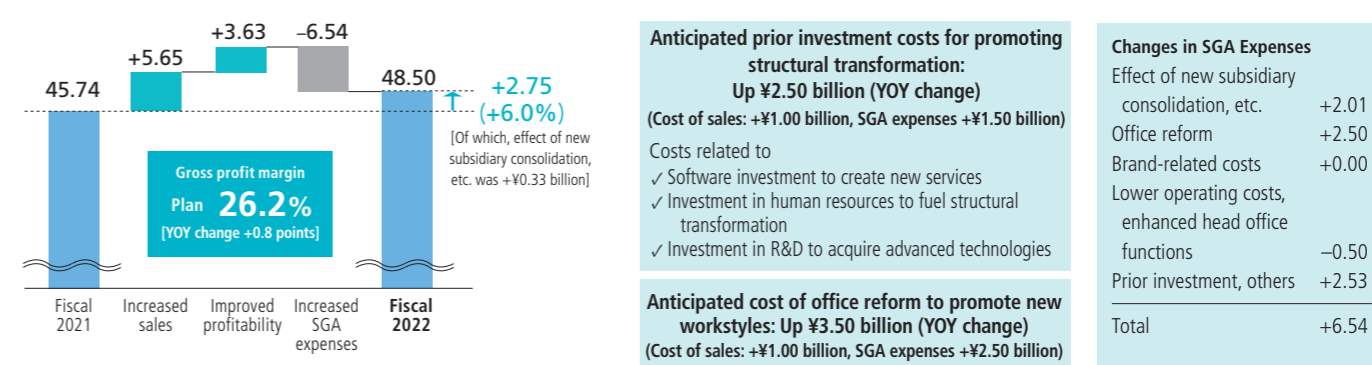 45.74
+5.65
+3.63
–6.54
48.50
+2.75
(+6.0%)
[Of which, effect of new
subsidiary consolidation,
etc. was +¥0.33 billion]
Gross profit margin
Plan 26.2%
[YOY change +0.8 points]
Fiscal
2021
Increased
sales
Improved
profitability
Increased
SGA
expenses
Fiscal
2022
Anticipated prior investment costs for promoting
structural transformation:
Up ¥2.50 billion (YOY change)
(Cost of sales: +¥1.00 billion, SGA expenses +¥1.50 billion)
Costs related to
✓ Software investment to create new services
✓ Investment in human resources to fuel structural
transformation
✓ Investment in R&D to acquire advanced technologies
Anticipated cost of office reform to promote new
workstyles: Up ¥3.50 billion (YOY change)
(Cost of sales: +¥1.00 billion, SGA expenses +¥2.50 billion)
Changes in SGA Expenses
Effect of new subsidiary
consolidation, etc. +2.01
Office reform +2.50
Brand-related costs +0.00
Lower operating costs,
enhanced head office
functions –0.50
Prior investment, others +2.53
Total +6.54